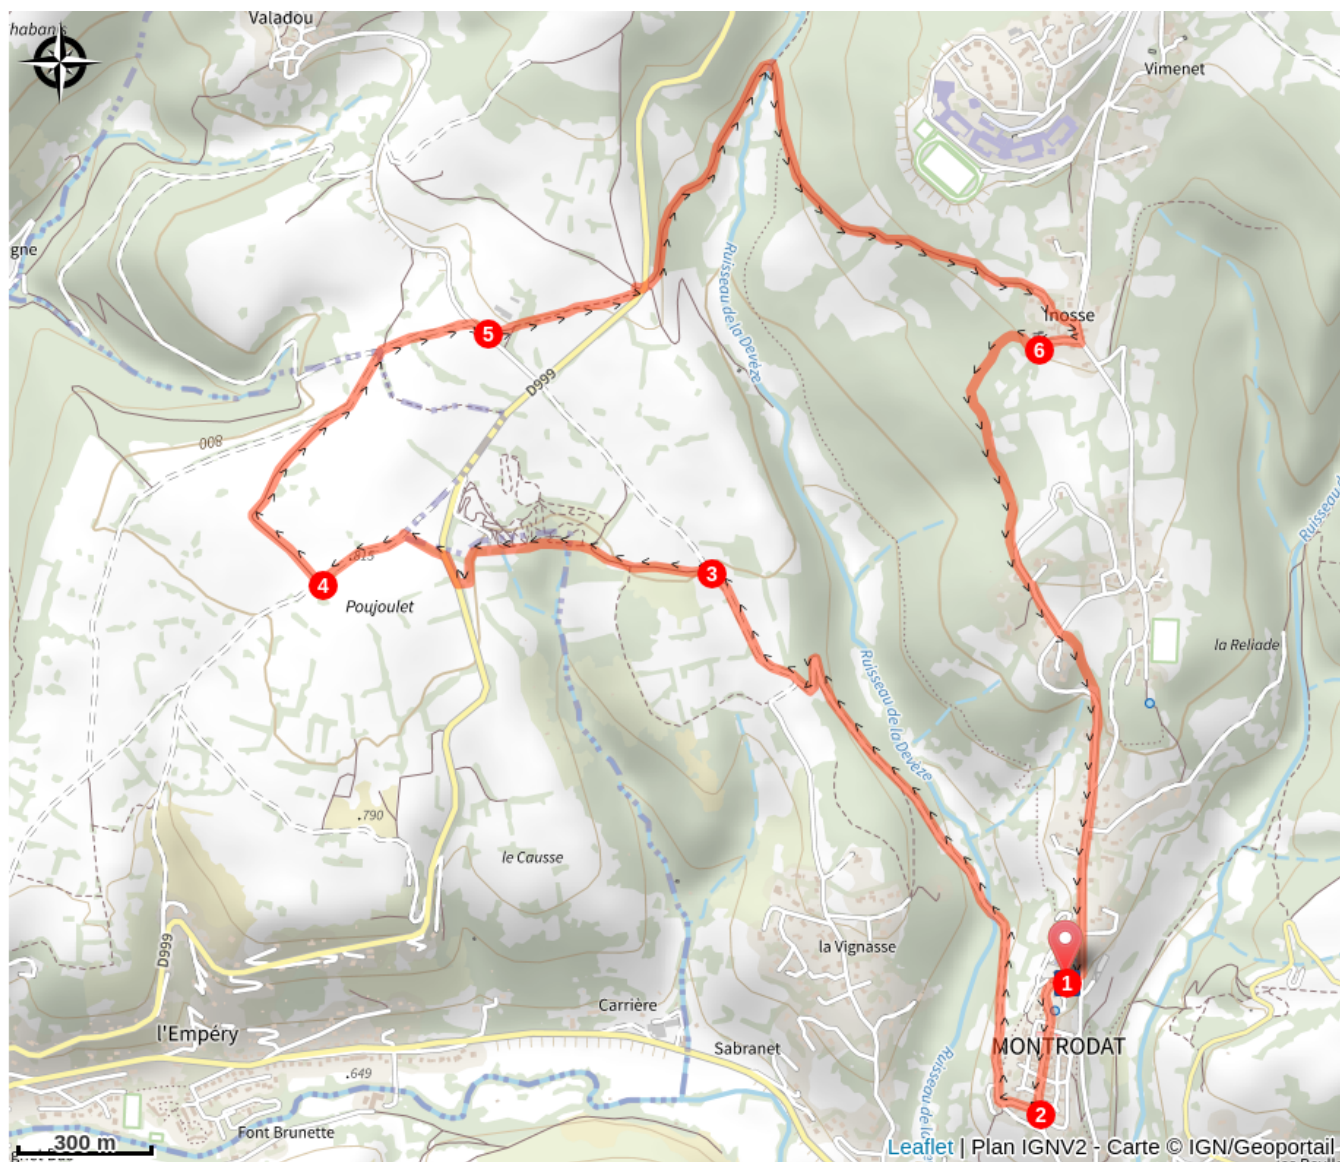 Valadou
Vimenet
gne
Ruisseau de la Devèze
Inosse
5
6
D999
008
3
.815
4
Poujoulet
la Reliade
Ruisseau de la Devèze
.790
le Causse
D999
la Vignasse
1
Carrière
l'Empéry
Sabranet
MONTRODAT
.649
2
Font Brunette
300 m
Leaflet | Plan IGNV2 - Carte © IGN/Geoportail